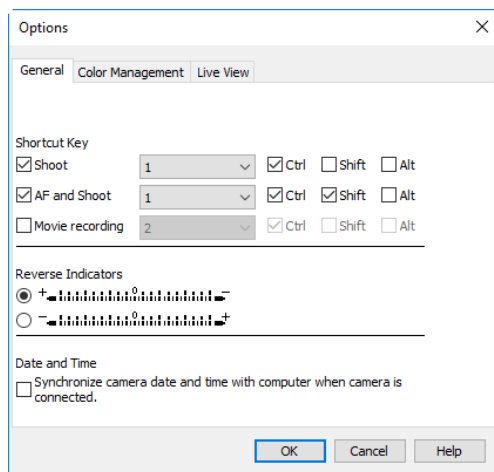 Options
General Color Management Live View
Shortcut Key
Shoot 1 Ctrl Shift Alt
AF and Shoot 1 Ctrl Shift Alt
Movie recording 2 Ctrl Shift Alt
Reverse Indicators
+ 0 −
− 0 +
Date and Time
Synchronize camera date and time with computer when camera is
connected.
OK Cancel Help